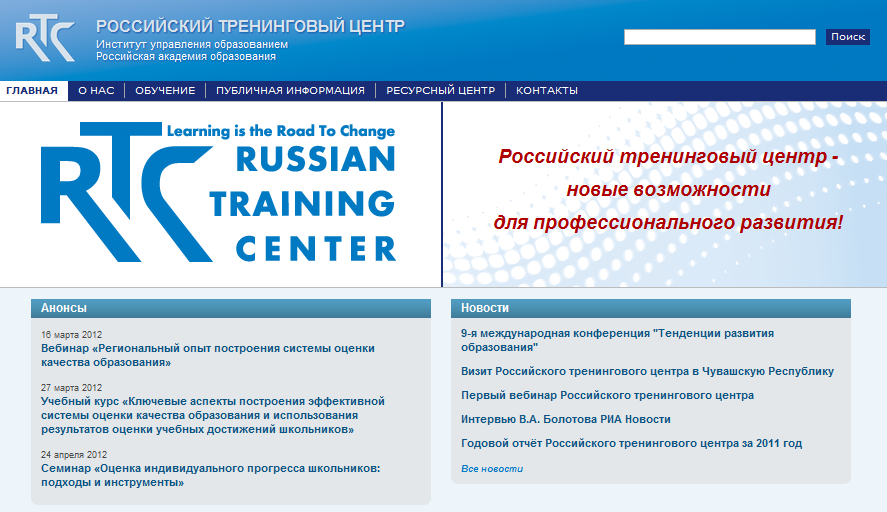 RTC
РОССИЙСКИЙ ТРЕНИНГОВЫЙ ЦЕНТР
Институт управления образованием
Российская академия образования
Поиск
ГЛАВНАЯ О НАС ОБУЧЕНИЕ ПУБЛИЧНАЯ ИНФОРМАЦИЯ РЕСУРСНЫЙ ЦЕНТР КОНТАКТЫ
RTC
Learning is the Road To Change
RUSSIAN
TRAINING
CENTER
Российский тренинговый центр -
новые возможности
для профессионального развития!
Анонсы
16 марта 2012
Вебинар «Региональный опыт построения системы оценки
качества образования»
27 марта 2012
Учебный курс «Ключевые аспекты построения эффективной
системы оценки качества образования и использования
результатов оценки учебных достижений школьников»
24 апреля 2012
Семинар «Оценка индивидуального прогресса школьников:
подходы и инструменты»
Новости
9-я международная конференция "Тенденции развития
образования"
Визит Российского тренингового центра в Чувашскую Республику
Первый вебинар Российского тренингового центра
Интервью В.А. Болотова РИА Новости
Годовой отчёт Российского тренингового центра за 2011 год
Все новости